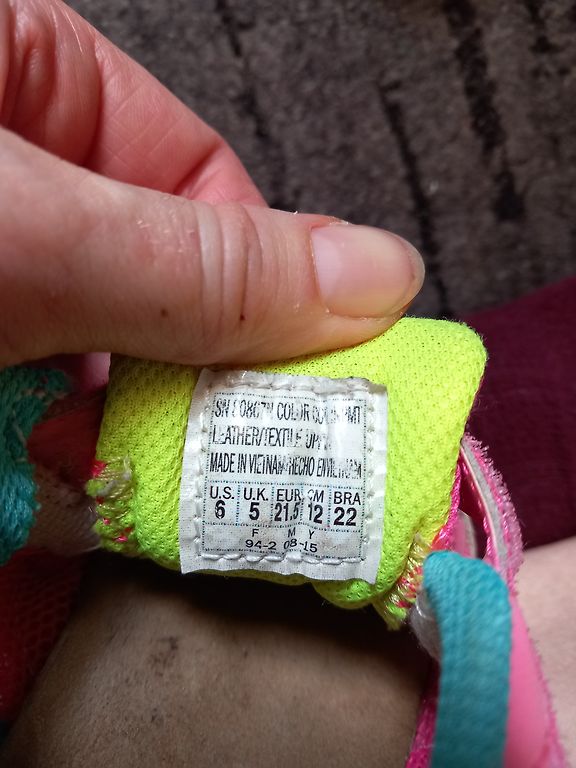 COLOR
LEATHER/TEXTILE
MADE IN VIETNAM/HECHO EN VIETNAM
U.S. U.K. EUR CM BRA
6 5 21.5 12 22
F M Y
94-2 08-15